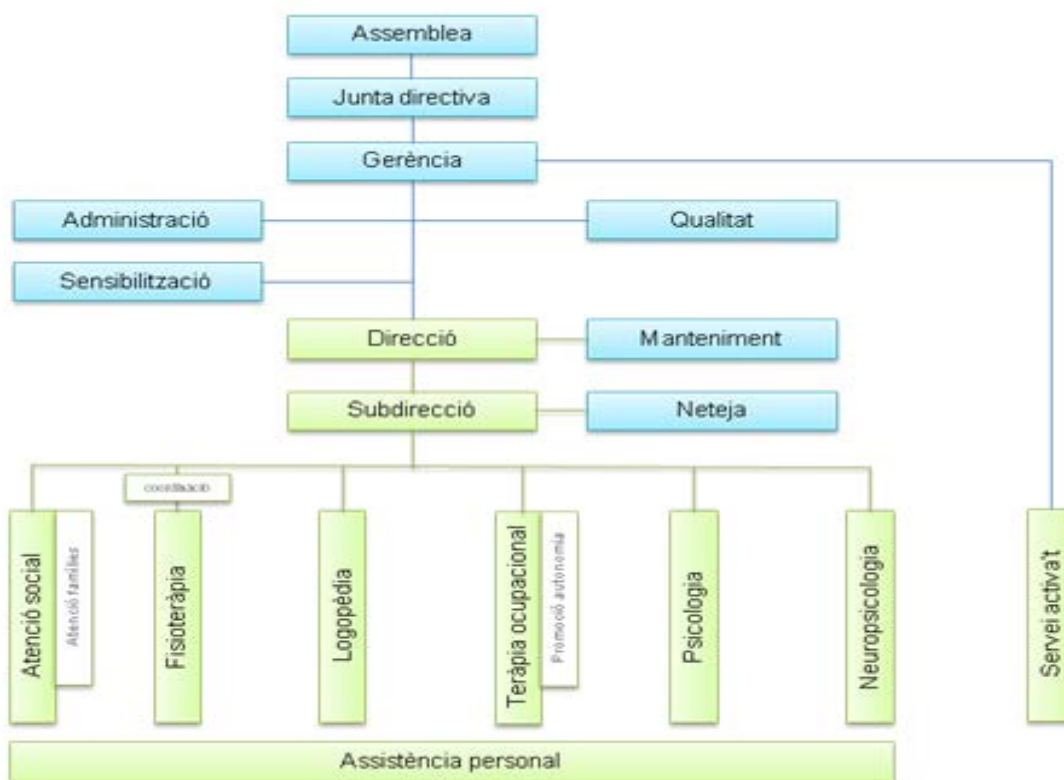 Assemblea
Junta directiva
Gerència
Administració
Qualitat
Sensibilització
Direcció
Manteniment
Subdirecció
Neteja
coordinació
Atenció social
Atenció famílies
Fisioteràpia
Logopèdia
Teràpia ocupacional
Promoció autonomia
Psicologia
Neuropsicologia
Servei activa't
Assistència personal